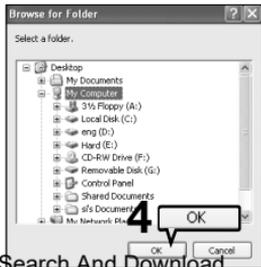 Browse for Folder
Select a folder.
Desktop
My Documents
My Computer
3½ Floppy (A:)
Local Disk (C:)
eng (D:)
Hard (E:)
CD-RW Drive (F:)
Removable Disk (G:)
Control Panel
Shared Documents
sl's Documents
My Network
4
OK
OK
Cancel
Search And Download